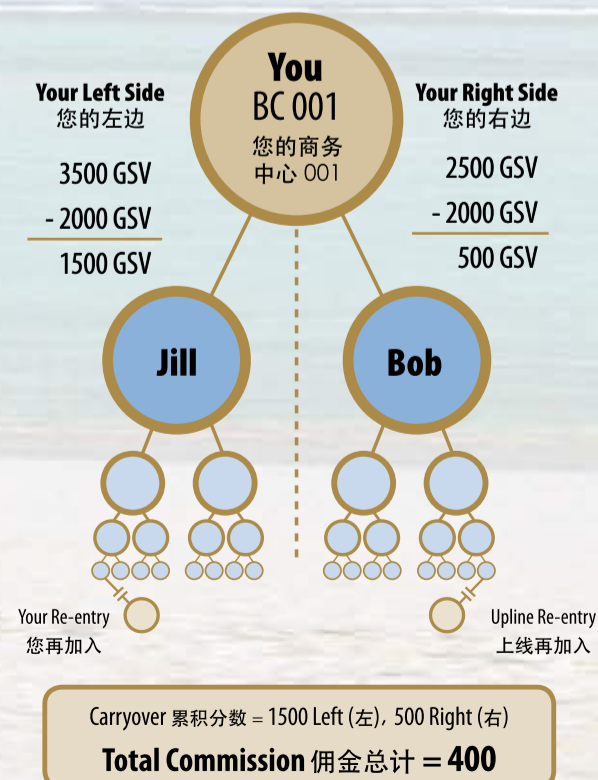 You
BC 001
您的商务
中心 001
Your Left Side
您的左边
3500 GSV
- 2000 GSV
1500 GSV
Your Right Side
您的右边
2500 GSV
- 2000 GSV
500 GSV
Jill
Bob
Your Re-entry
您再加入
Upline Re-entry
上线再加入
Carryover 累积分数 = 1500 Left (左), 500 Right (右)
Total Commission 佣金总计 = 400